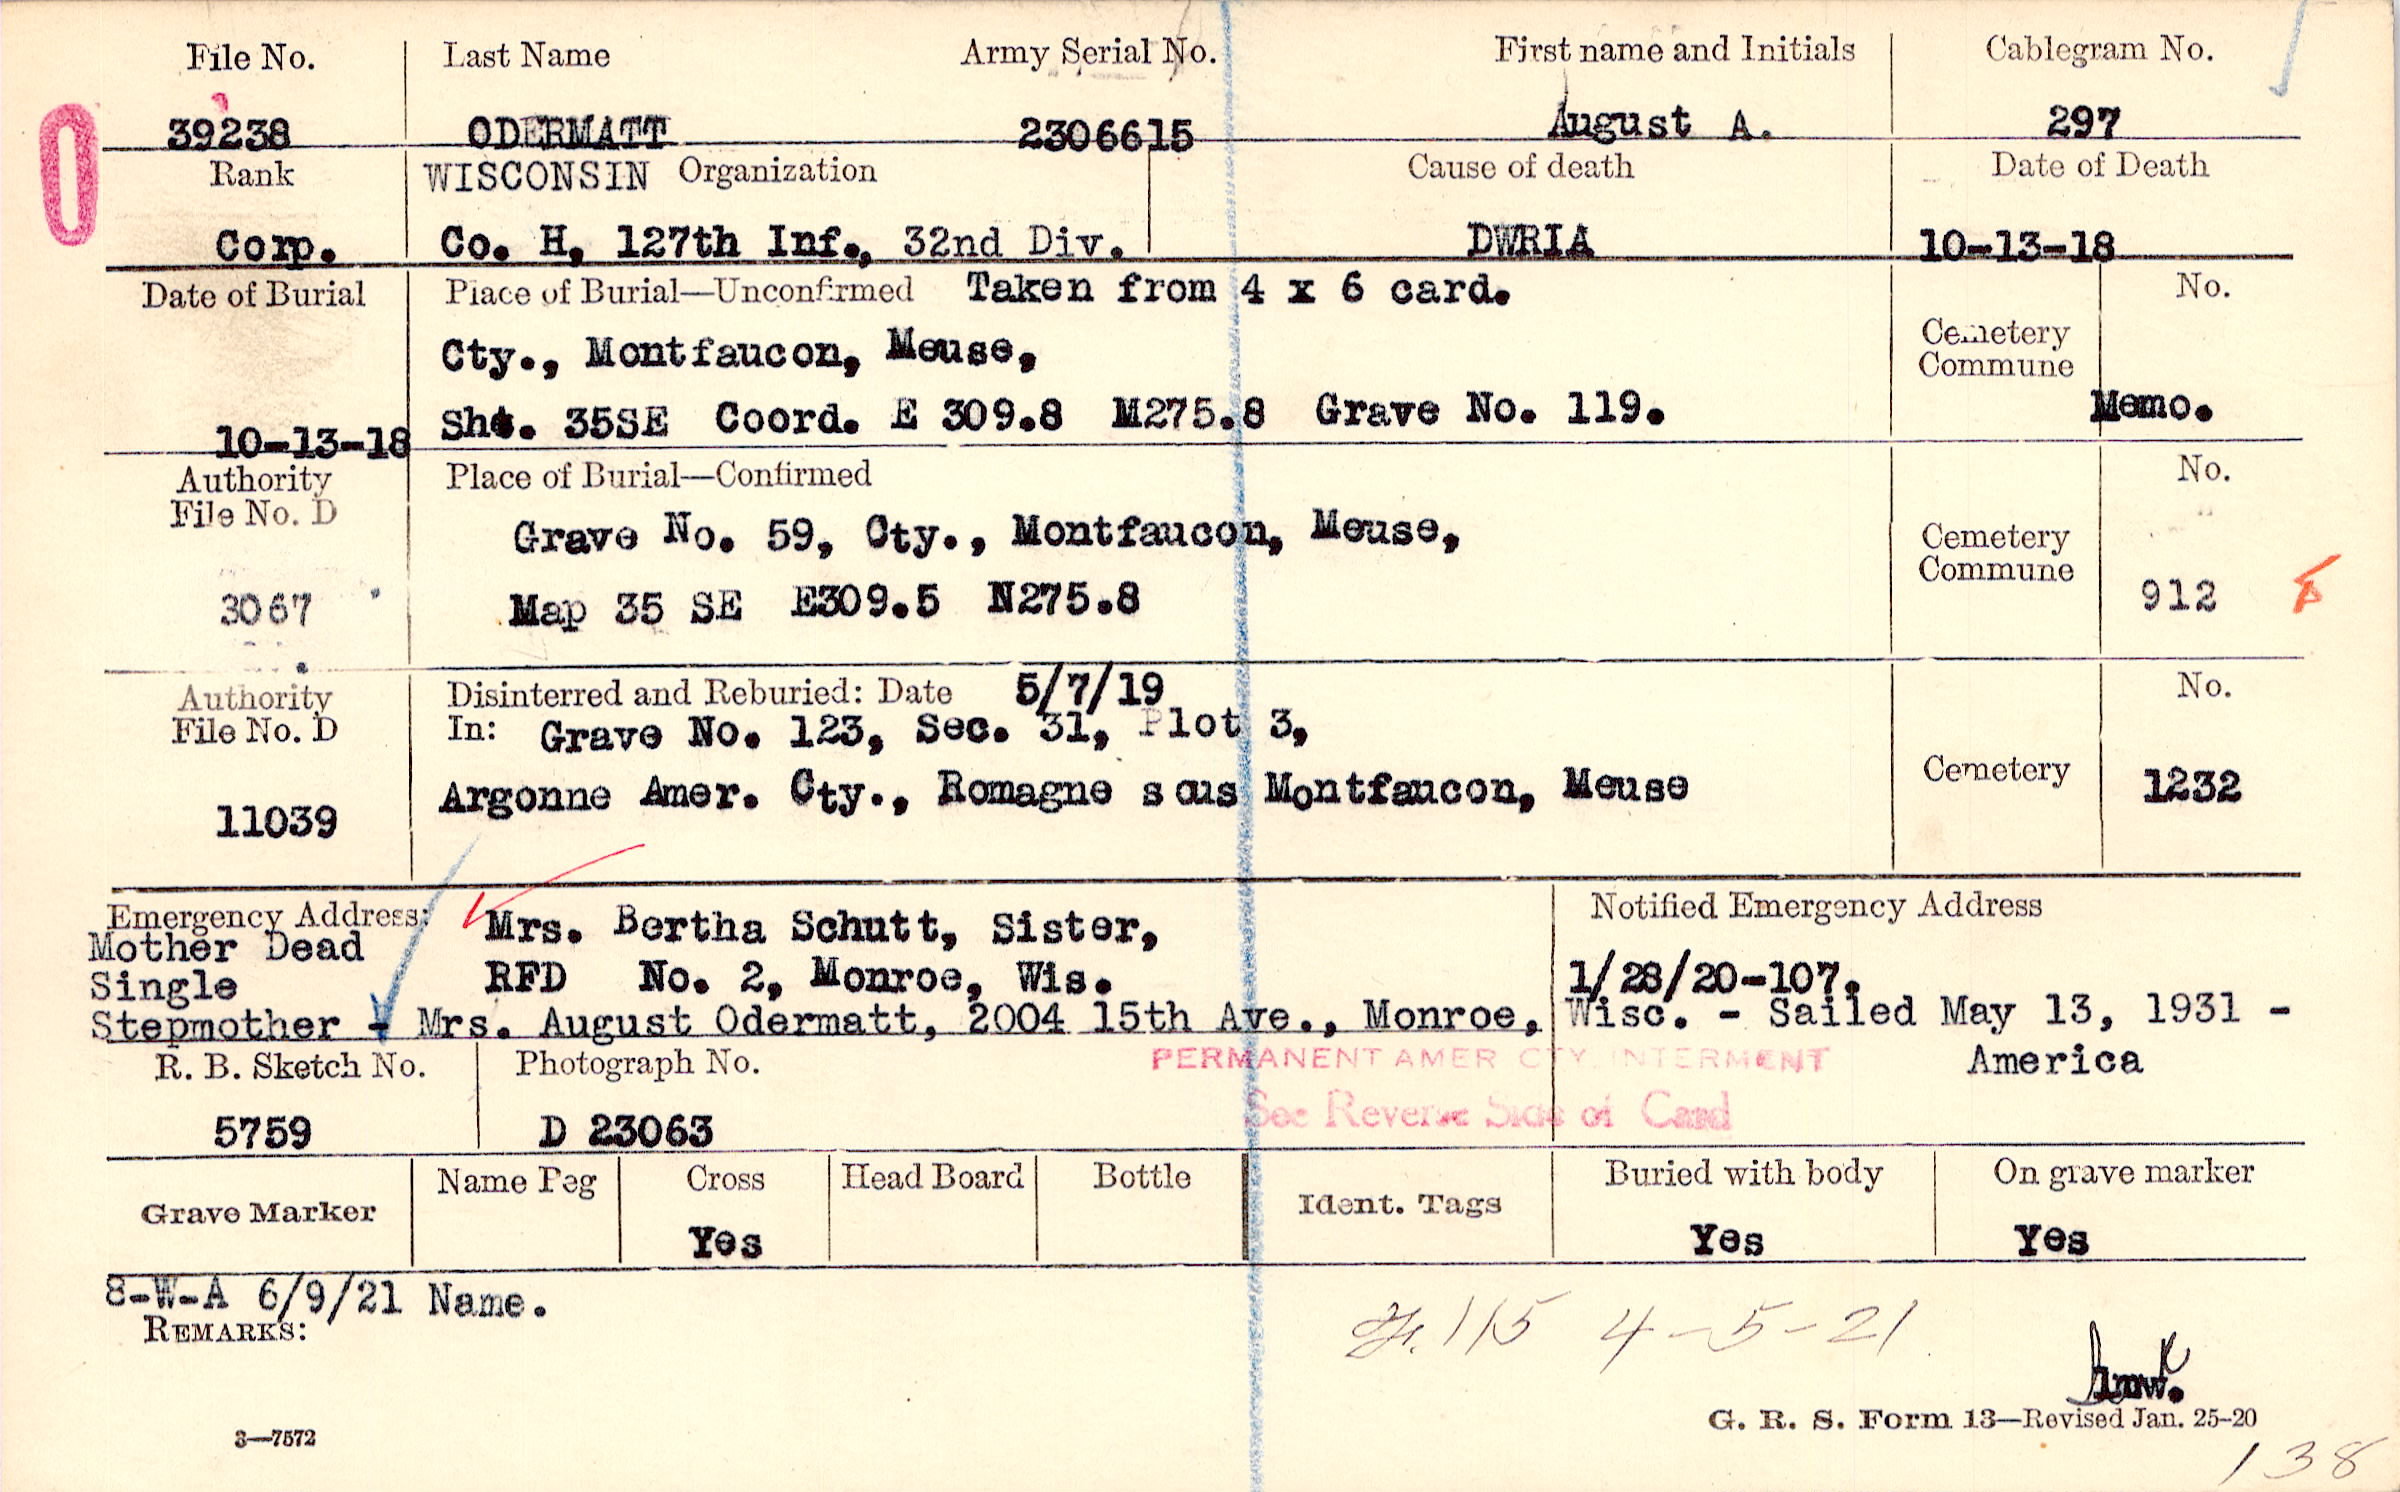 File No. Last Name Army Serial No. First name and Initials Cablegram No.
39238 ODERMATT 2306615 August A. 297
Rank WISCONSIN Organization Cause of death Date of Death
Corp. Co. H, 127th Inf., 32nd Div. DWRIA 10-13-18
Date of Burial Place of Burial—Unconfirmed Taken from 4 x 6 card. No.
Cty., Montfaucon, Meuse, Cemetery
Commune
10-13-18 Sht. 35SE Coord. E 309.8 M275.8 Grave No. 119. Memo.
Authority Place of Burial—Confirmed No.
File No. D
Grave No. 59, Cty., Montfaucon, Meuse, Cemetery
Commune
3067 Map 35 SE E309.5 N275.8 912
Authority Disinterred and Reburied: Date 5/7/19 No.
File No. D In: Grave No. 123, Sec. 31, Plot 3,
Argonne Amer. Cty., Romagne sous Montfaucon, Meuse Cemetery 1232
11039
Emergency Address: Mrs. Bertha Schutt, Sister, Notified Emergency Address
Mother Dead
Single RFD No. 2, Monroe, Wis. 1/28/20-107.
Stepmother - Mrs. August Odermatt, 2004 15th Ave., Monroe, Wisc. - Sailed May 13, 1931 -
America
R. B. Sketch No. Photograph No. PERMANENT AMER CTY. INTERMENT
5759 D 23063 See Reverse Side of Card
Grave Marker Name Peg Cross Head Board Bottle Ident. Tags Buried with body On grave marker
Yes Yes Yes
8-W-A 6/9/21 Name.
REMARKS:
115 4-5-21
G. R. S. Form 13—Revised Jan. 25-20
3—7572
138